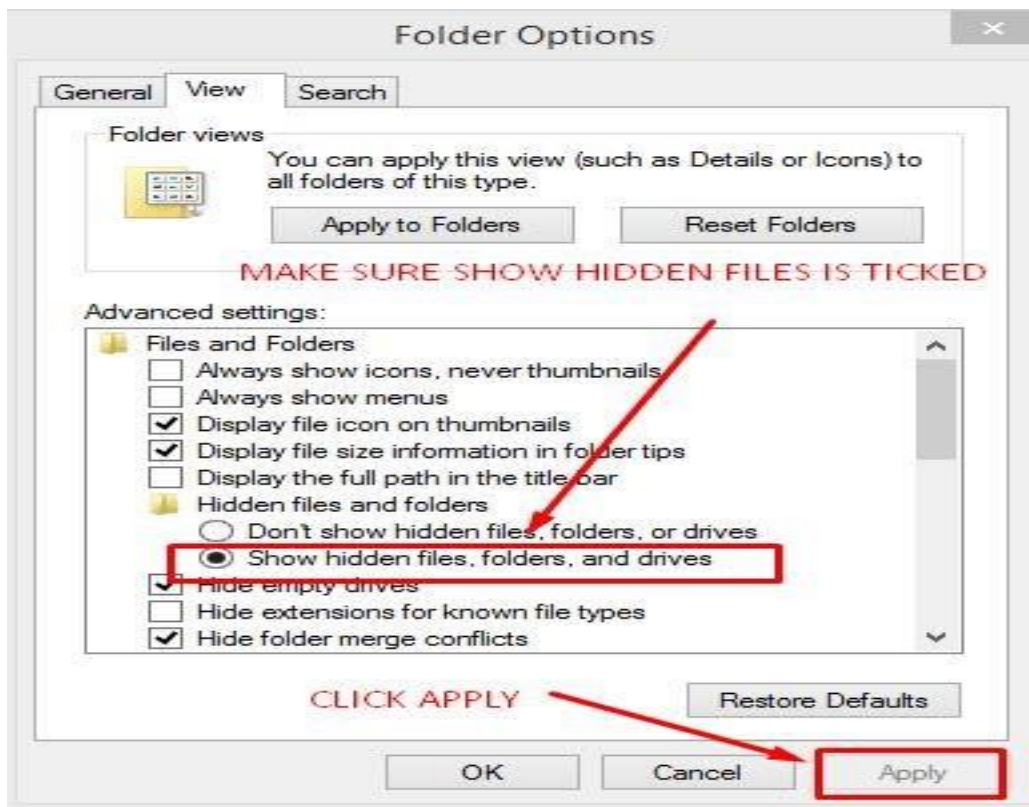 Folder Options
General View Search
Folder views
You can apply this view (such as Details or Icons) to
all folders of this type.
Apply to Folders Reset Folders
MAKE SURE SHOW HIDDEN FILES IS TICKED
Advanced settings:
Files and Folders
Always show icons, never thumbnails
Always show menus
Display file icon on thumbnails
Display file size information in folder tips
Display the full path in the title bar
Hidden files and folders
Don't show hidden files, folders, or drives
Show hidden files, folders, and drives
Hide empty drives
Hide extensions for known file types
Hide folder merge conflicts
CLICK APPLY Restore Defaults
OK Cancel Apply